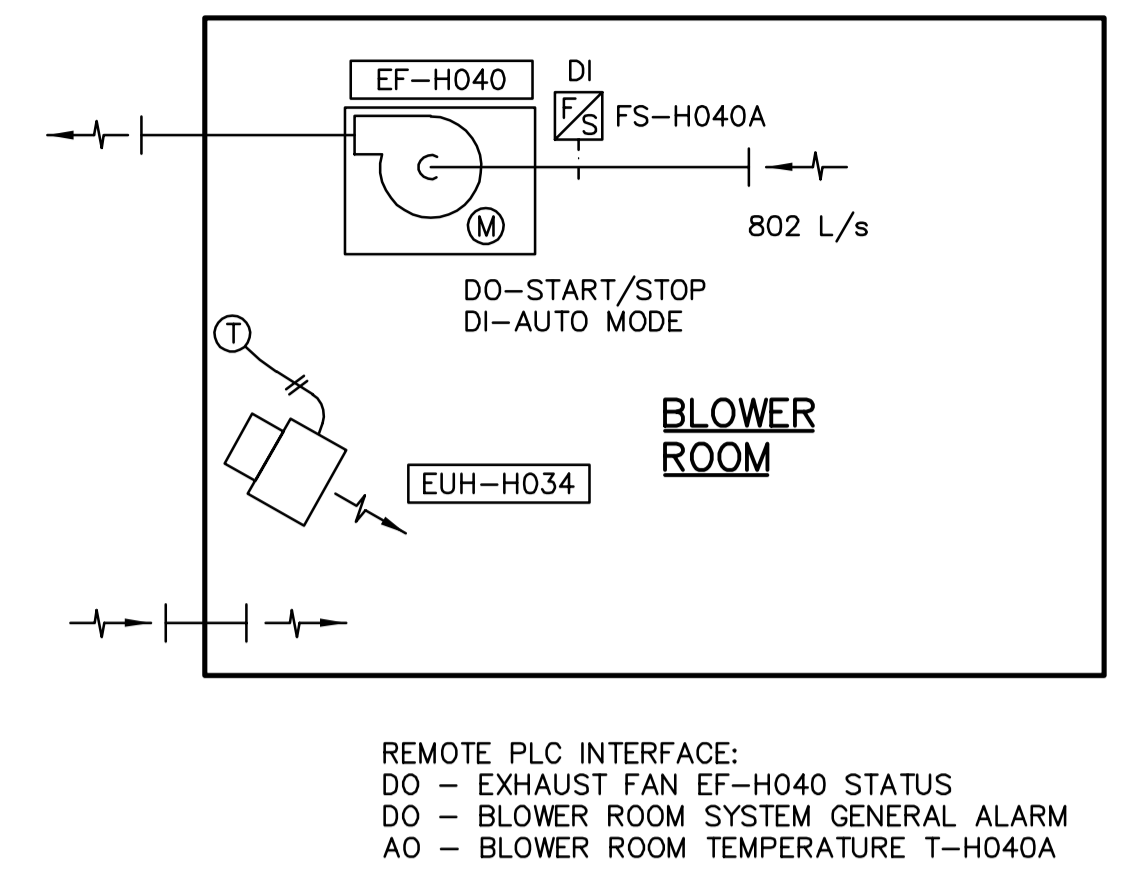 EF-H040
DI
F/S
FS-H040A
M
802 L/s
DO-START/STOP
DI-AUTO MODE
T
BLOWER
ROOM
EUH-H034
REMOTE PLC INTERFACE:
DO - EXHAUST FAN EF-H040 STATUS
DO - BLOWER ROOM SYSTEM GENERAL ALARM
AO - BLOWER ROOM TEMPERATURE T-H040A